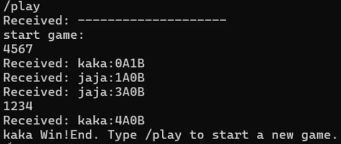 /play
Received: --------------------
start game:
4567
Received: kaka:0A1B
Received: jaja:1A0B
Received: jaja:3A0B
1234
Received: kaka:4A0B
kaka Win!End. Type /play to start a new game.